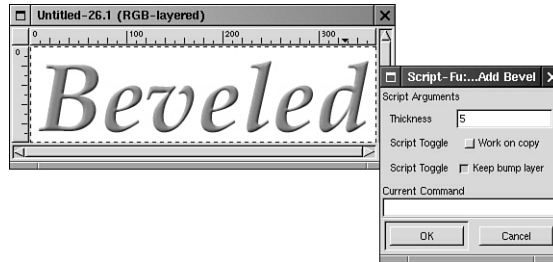 Untitled-26.1 (RGB-layered)
0 100 200 300
0
Beveled
Script-Fu:...Add Bevel
Script Arguments
Thickness 5
Script Toggle Work on copy
Script Toggle Keep bump layer
Current Command
OK Cancel